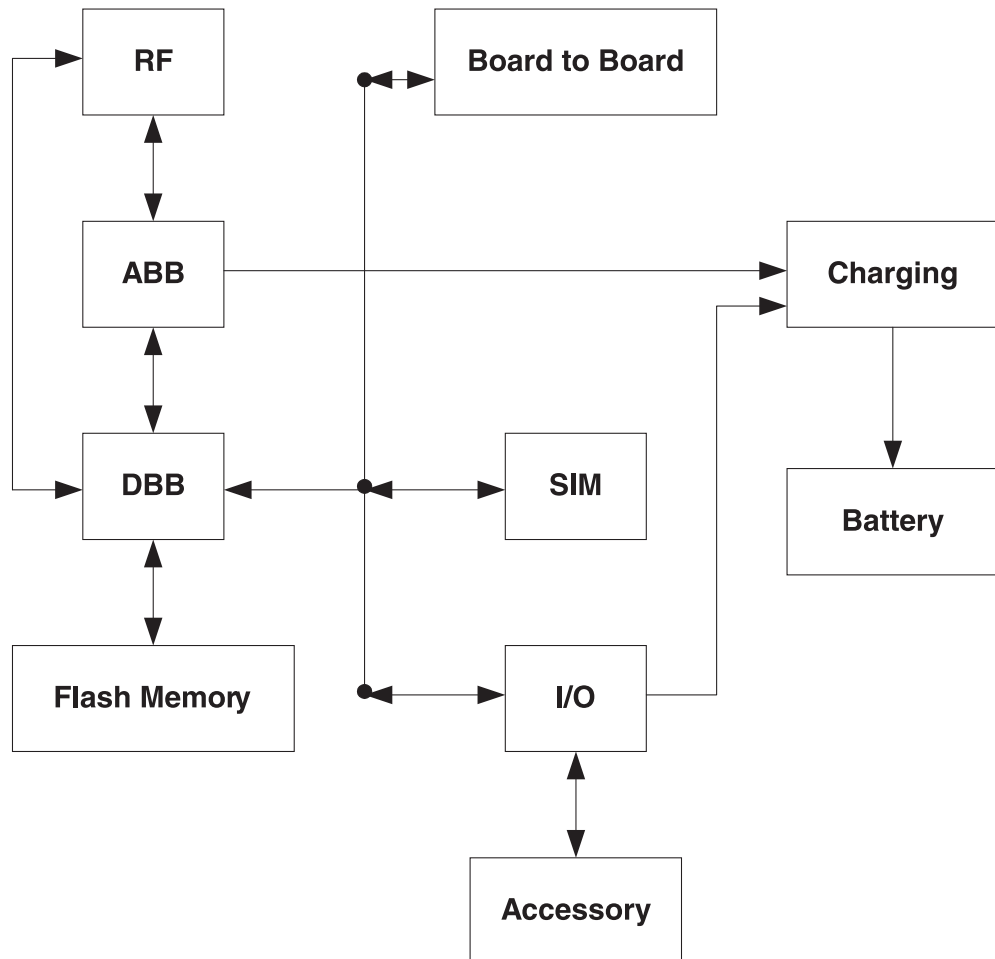 RF
Board to Board
ABB
Charging
DBB
SIM
Battery
Flash Memory
I/O
Accessory